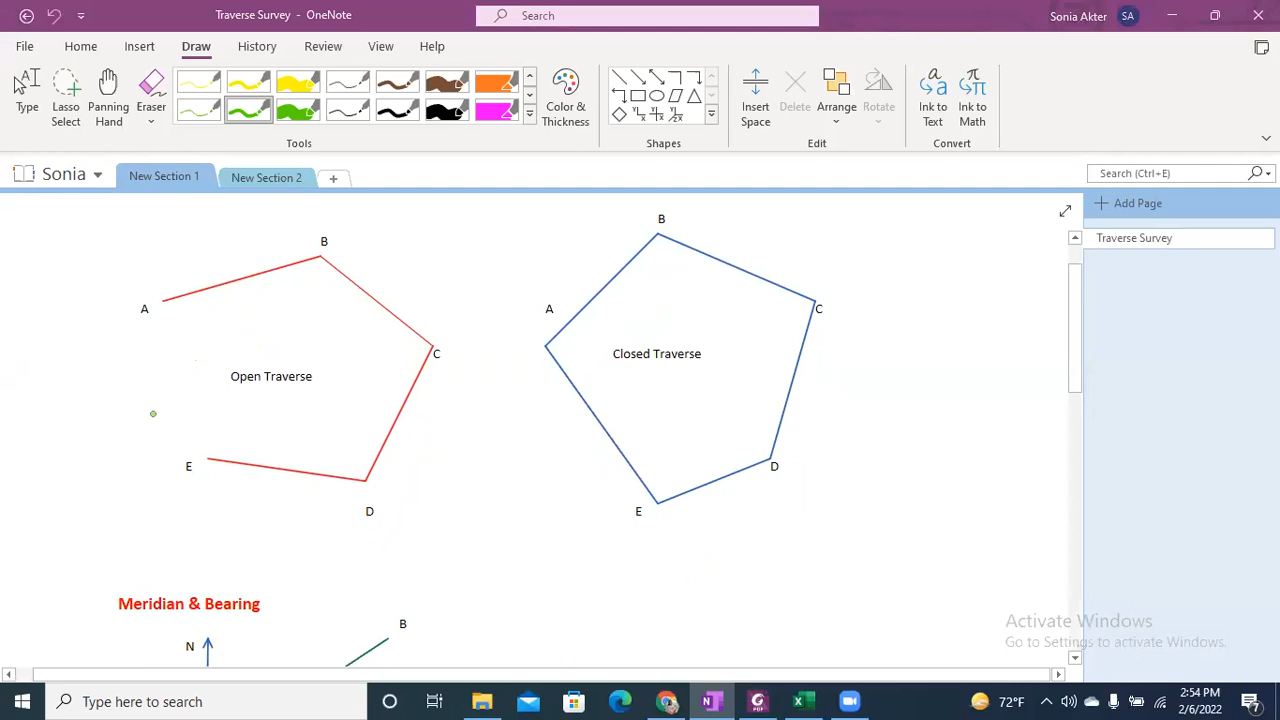 Traverse Survey - OneNote
Search
Sonia Akter
SA
File
Home
Insert
Draw
History
Review
View
Help
Type
Lasso
Select
Panning
Hand
Eraser
Color &
Thickness
Insert
Space
Delete
Arrange
Rotate
Ink to
Text
Ink to
Math
Tools
Shapes
Edit
Convert
Sonia
New Section 1
New Section 2
Search (Ctrl+E)
Add Page
Traverse Survey
B
A
C
Open Traverse
E
D
B
A
C
Closed Traverse
D
E
Meridian & Bearing
N
B
Activate Windows
Go to Settings to activate Windows.
Type here to search
72°F
2:54 PM
2/6/2022
7